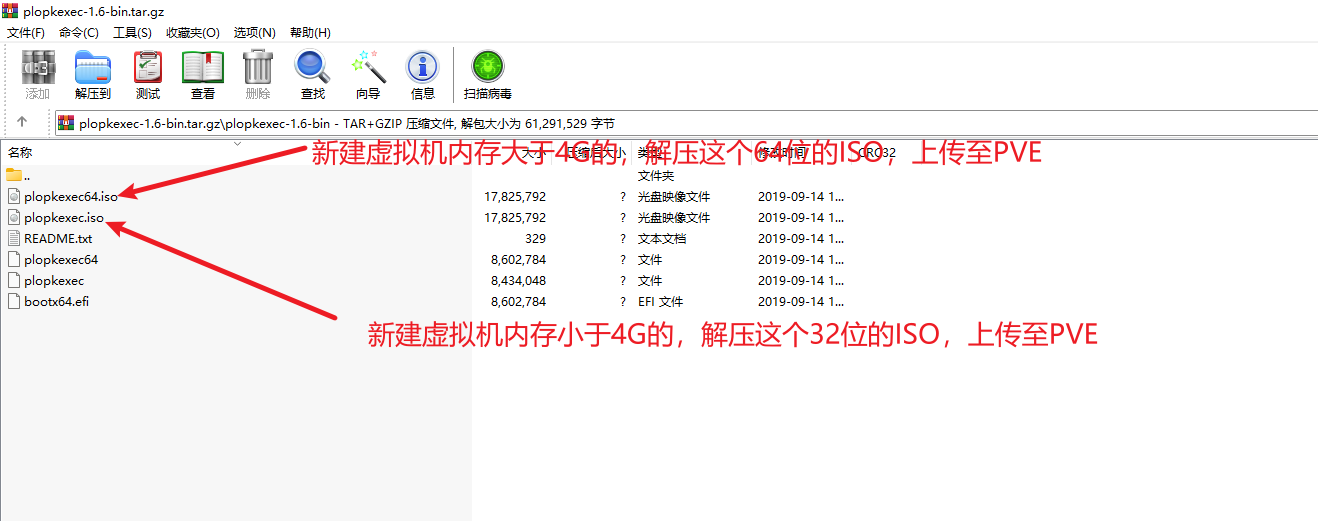 plopkexec-1.6-bin.tar.gz
文件(F) 命令(C) 工具(S) 收藏夹(O) 选项(N) 帮助(H)
添加 解压到 测试 查看 删除 查找 向导 信息 扫描病毒
plopkexec-1.6-bin.tar.gz\plopkexec-1.6-bin - TAR+GZIP 压缩文件, 解包大小为 61,291,529 字节
名称 大小 压缩后大小 类型 修改时间 CRC32
新建虚拟机内存大于4G的，解压这个64位的ISO，上传至PVE
.. 文件夹
plopkexec64.iso 17,825,792 ? 光盘映像文件 2019-09-14 1...
plopkexec.iso 17,825,792 ? 光盘映像文件 2019-09-14 1...
README.txt 329 ? 文本文档 2019-09-14 1...
plopkexec64 8,602,784 ? 文件 2019-09-14 1...
plopkexec 8,434,048 ? 文件 2019-09-14 1...
bootx64.efi 8,602,784 ? EFI 文件 2019-09-14 1...
新建虚拟机内存小于4G的，解压这个32位的ISO，上传至PVE